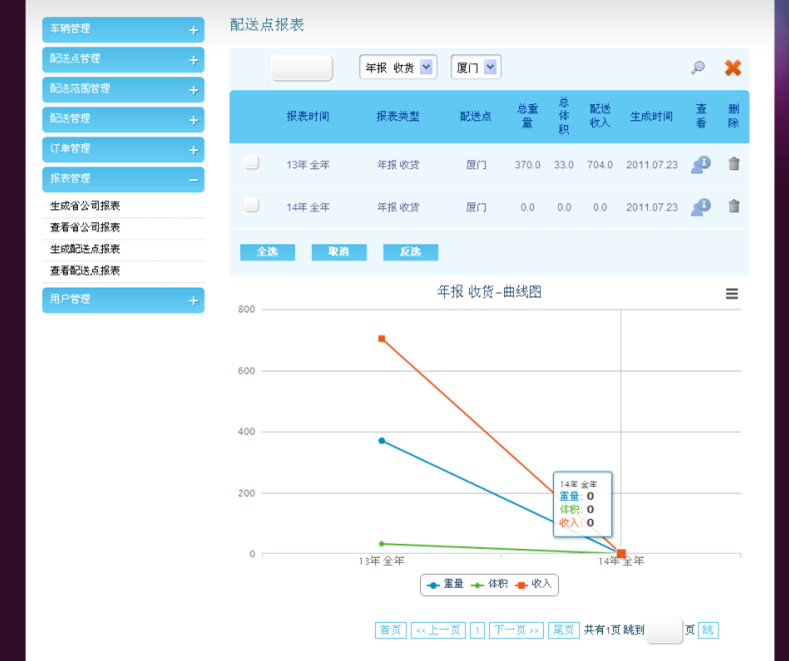 车辆管理
配送点管理
配送范围管理
配送管理
订单管理
报表管理
生成省公司报表
查看省公司报表
生成配送点报表
查看配送点报表
用户管理
配送点报表
年报 收货 厦门
报表时间 报表类型 配送点 总重量 总体积 配送收入 生成时间 查看 删除
13年 全年 年报 收货 厦门 370.0 33.0 704.0 2011.07.23
14年 全年 年报 收货 厦门 0.0 0.0 0.0 2011.07.23
全选 取消 反选
年报 收货-曲线图
800
600
400
200
0
14年 全年
重量: 0
体积: 0
收入: 0
13年 全年 14年 全年
重量 体积 收入
首页 <<上一页 1 下一页>> 尾页 共有1页 跳到 页 跳